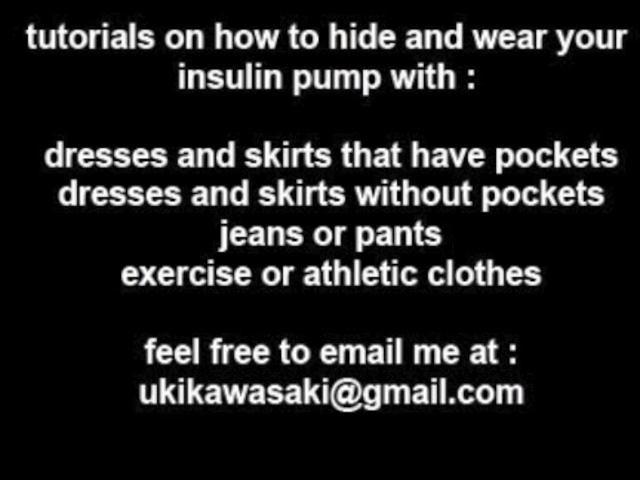 tutorials on how to hide and wear your
insulin pump with :
dresses and skirts that have pockets
dresses and skirts without pockets
jeans or pants
exercise or athletic clothes
feel free to email me at :
ukikawasaki@gmail.com